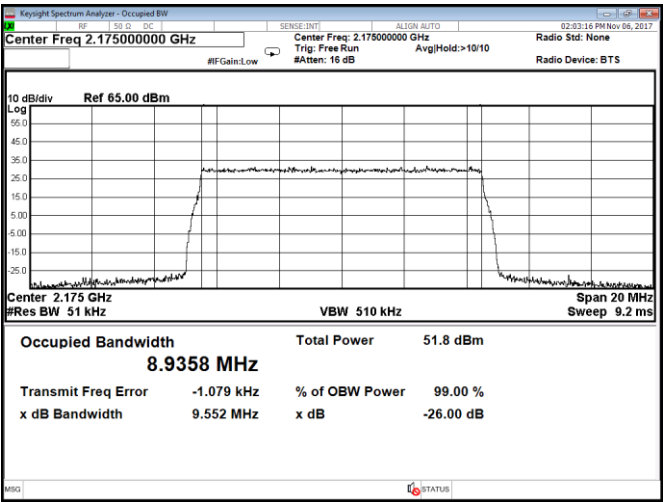 Keysight Spectrum Analyzer - Occupied BW
RF 50 Ω DC SENSE:INT ALIGN AUTO 02:03:16 PM Nov 06, 2017
Center Freq 2.175000000 GHz Center Freq: 2.175000000 GHz Radio Std: None
Trig: Free Run Avg|Hold:>10/10
#IFGain:Low #Atten: 16 dB Radio Device: BTS
10 dB/div Ref 65.00 dBm
Log
55.0
45.0
35.0
25.0
15.0
5.00
-5.00
-15.0
-25.0
Center 2.175 GHz Span 20 MHz
#Res BW 51 kHz VBW 510 kHz Sweep 9.2 ms
Occupied Bandwidth Total Power 51.8 dBm
8.9358 MHz
Transmit Freq Error -1.079 kHz % of OBW Power 99.00 %
x dB Bandwidth 9.552 MHz x dB -26.00 dB
MSG STATUS